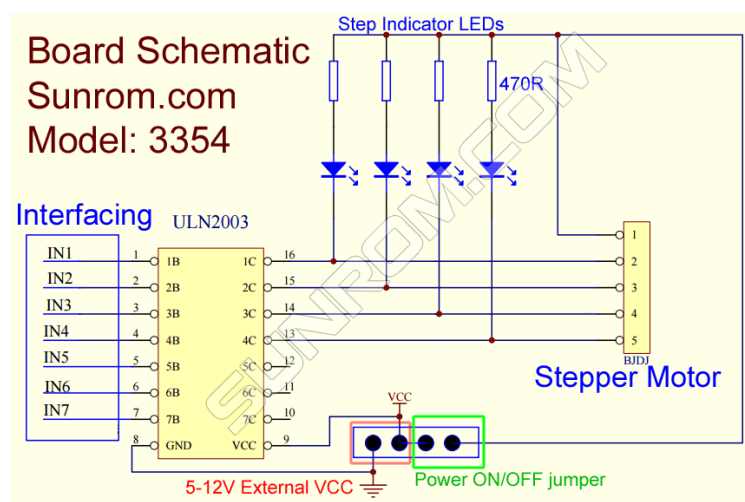 Step Indicator LEDs
Board Schematic
Sunrom.com
Model: 3354
470R
SUNROM.COM
Interfacing
ULN2003
IN1 1 1B 1C 16
IN2 2 2B 2C 15
IN3 3 3B 3C 14
IN4 4 4B 4C 13
IN5 5 5B 5C 12
IN6 6 6B 6C 11
IN7 7 7B 7C 10
8 GND VCC 9
1
2
3
4
5
BJDJ
Stepper Motor
VCC
5-12V External VCC
Power ON/OFF jumper